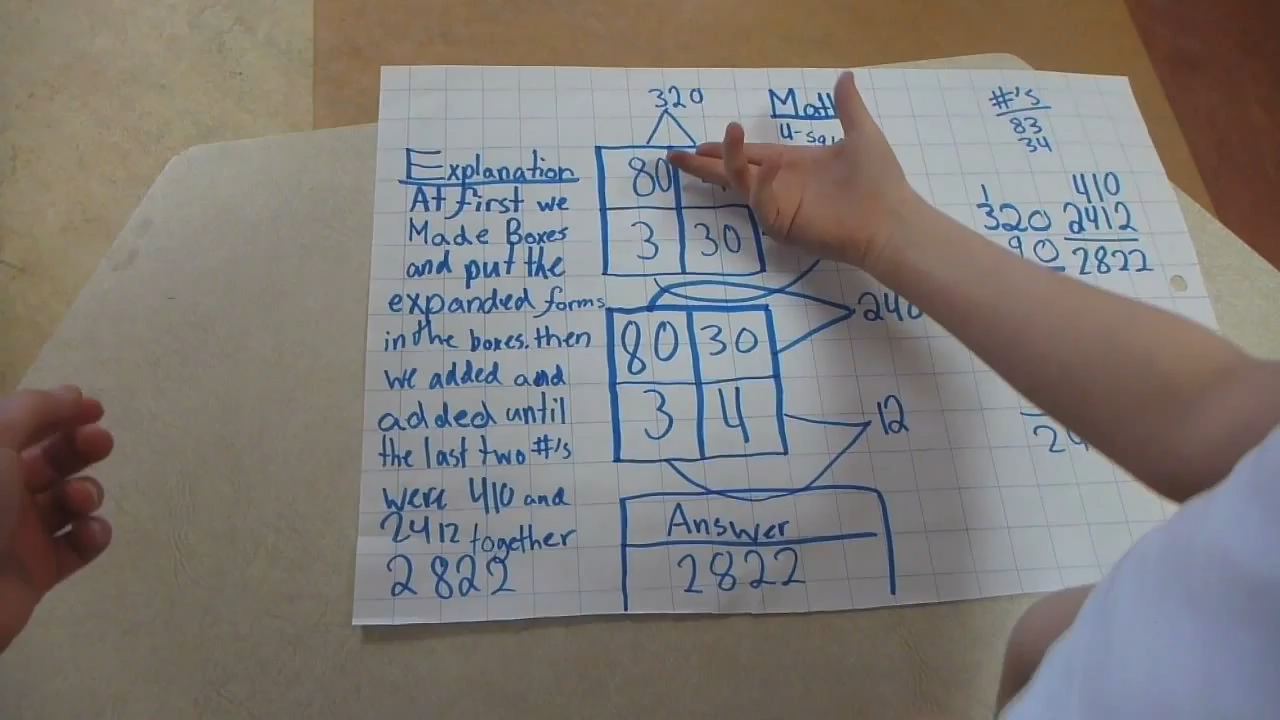 Explanation
At first we
Made Boxes
and put the
expanded forms
in the boxes. then
we added and
added until
the last two #'s
were 410 and
2412 together
2822
320
80
3 30
80 30
3 4
240
12
Answer
2822
#'s
83
34
1
320
90
410
2412
2822